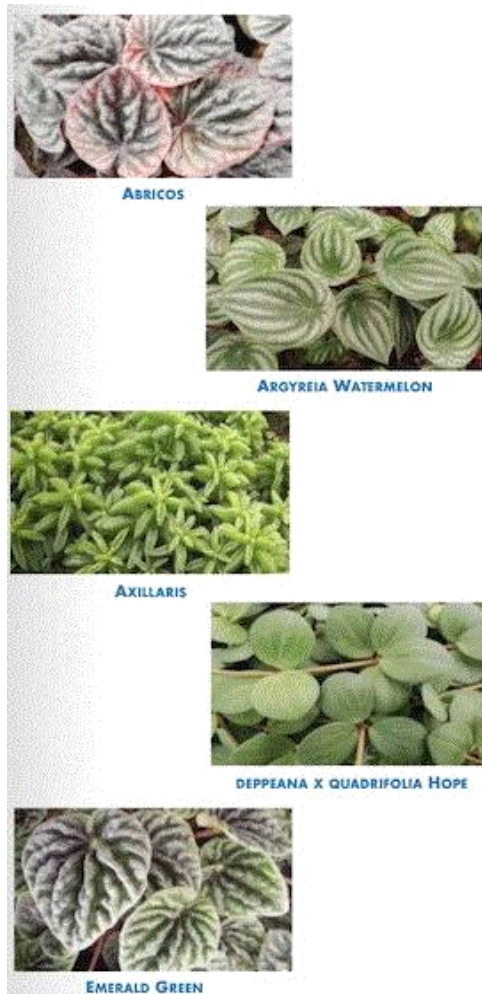 ABRICOS
ARGYREIA WATERMELON
AXILLARIS
DEPPEANA X QUADRIFOLIA HOPE
EMERALD GREEN